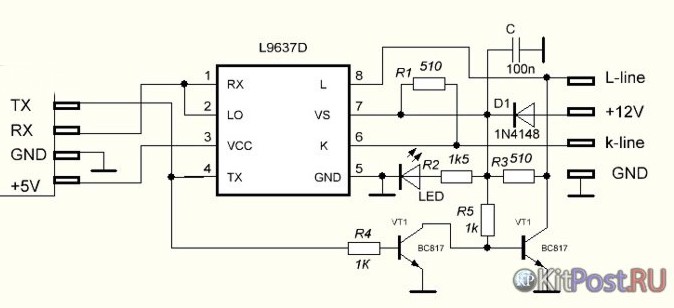 L9637D
C
100n
TX
RX
GND
+5V
1 RX
2 LO
3 VCC
4 TX
L 8
VS 7
K 6
GND 5
R1 510
D1
1N4148
L-line
+12V
k-line
GND
LED
R2 1k5
R3 510
R5
1k
R4
1K
VT1
BC817
VT1
BC817
KP
KitPost.RU